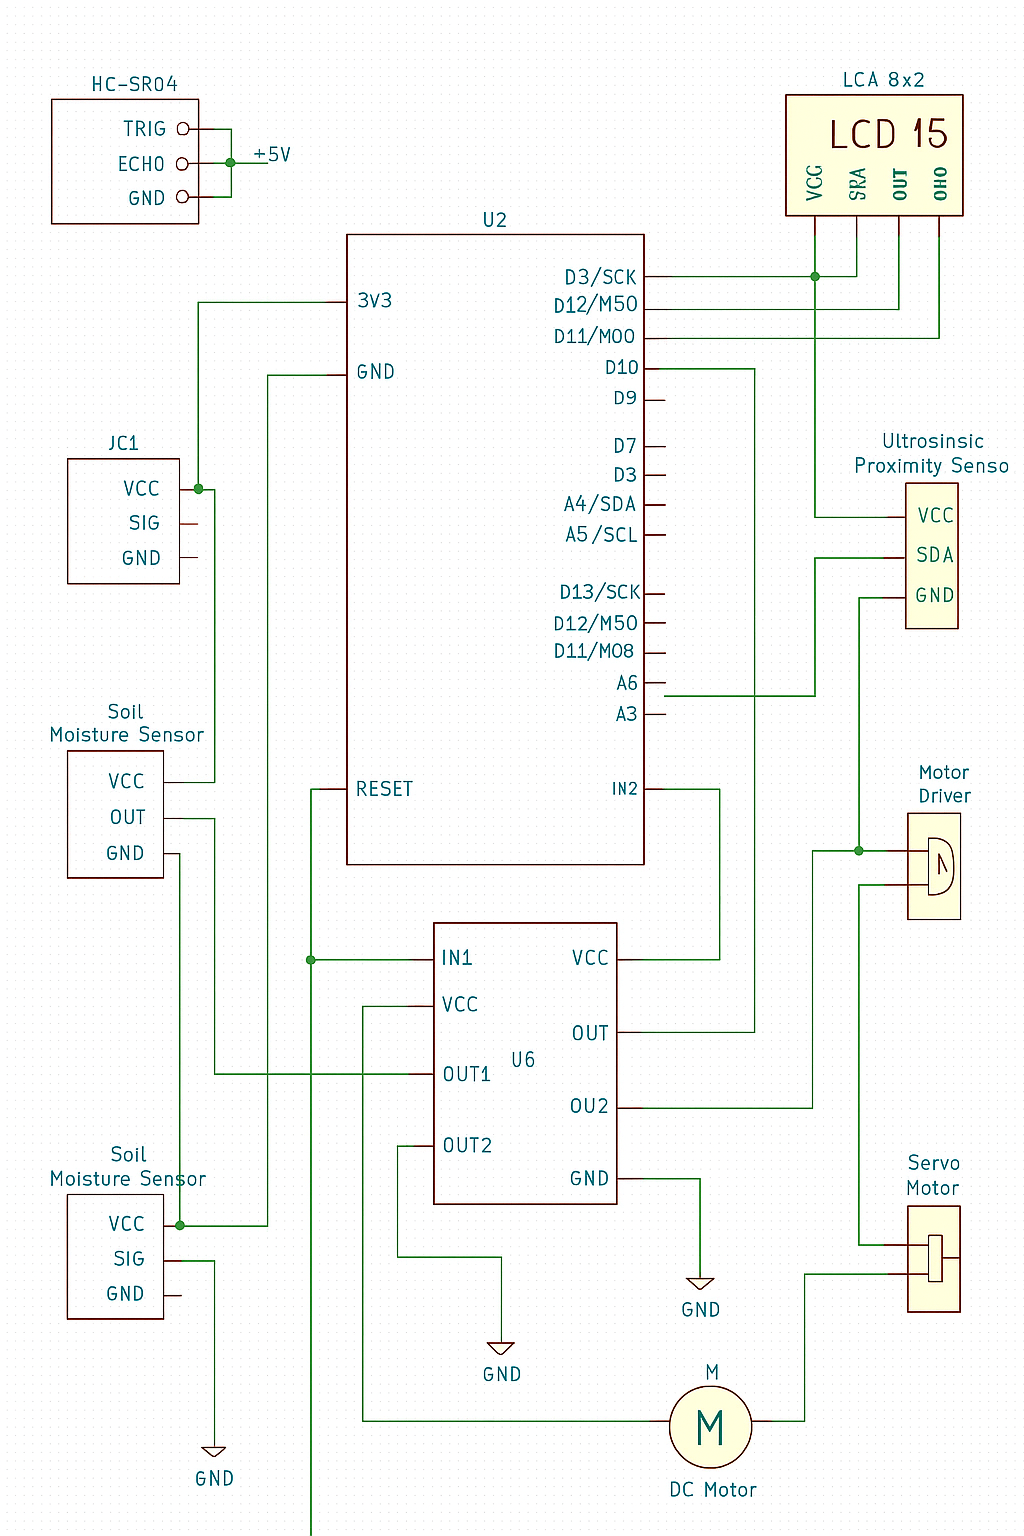 HC-SR04
TRIG
ECHO
GND
+5V
LCA 8x2
LCD 15
VCG
SRA
OUT
OHO
U2
3V3
GND
RESET
D3/SCK
D12/M50
D11/MOO
D10
D9
D7
D3
A4/SDA
A5/SCL
D13/SCK
D12/M50
D11/MO8
A6
A3
IN2
JC1
VCC
SIG
GND
Ultrosinsic
Proximity Senso
VCC
SDA
GND
Soil
Moisture Sensor
VCC
OUT
GND
Motor
Driver
IN1
VCC
OUT1
OUT2
U6
VCC
OUT
OU2
GND
Soil
Moisture Sensor
VCC
SIG
GND
Servo
Motor
GND
GND
GND
M
M
DC Motor